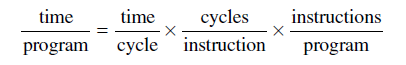 time/program = time/cycle × cycles/instruction × instructions/program